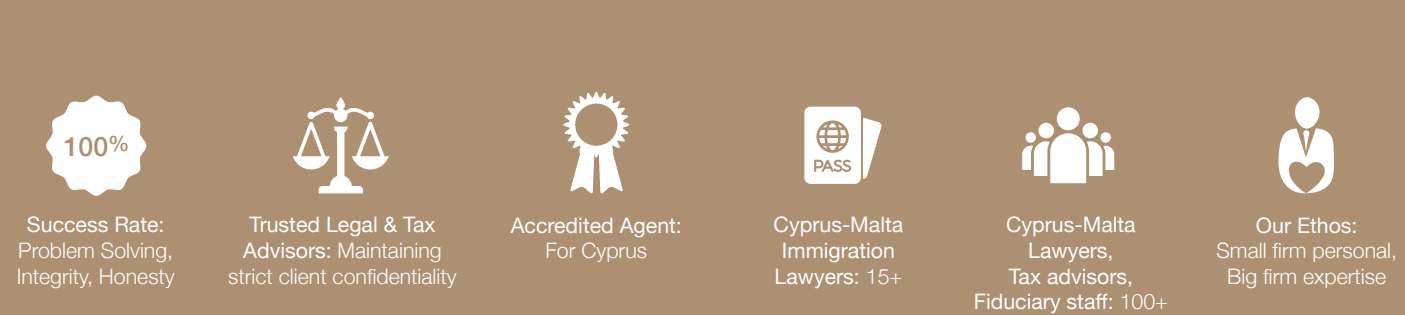 100%
Success Rate:
Problem Solving,
Integrity, Honesty
Trusted Legal & Tax
Advisors: Maintaining
strict client confidentiality
Accredited Agent:
For Cyprus
PASS
Cyprus-Malta
Immigration
Lawyers: 15+
Cyprus-Malta
Lawyers,
Tax advisors,
Fiduciary staff: 100+
Our Ethos:
Small firm personal,
Big firm expertise